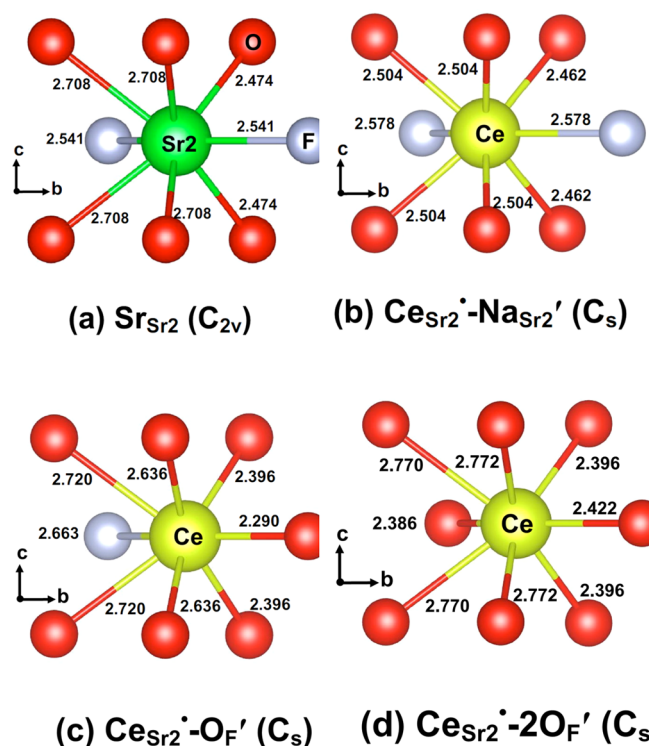 O
2.708
2.708
2.474
2.541
2.541
Sr2
F
c
b
2.708
2.708
2.474
(a) SrSr2 (C2v)
2.504
2.504
2.462
2.578
2.578
Ce
c
b
2.504
2.504
2.462
(b) CeSr2•-NaSr2′ (Cs)
2.720
2.636
2.396
2.663
2.290
Ce
c
b
2.720
2.636
2.396
(c) CeSr2•-OF′ (Cs)
2.770
2.772
2.396
2.386
2.422
Ce
c
b
2.770
2.772
2.396
(d) CeSr2•-2OF′ (Cs